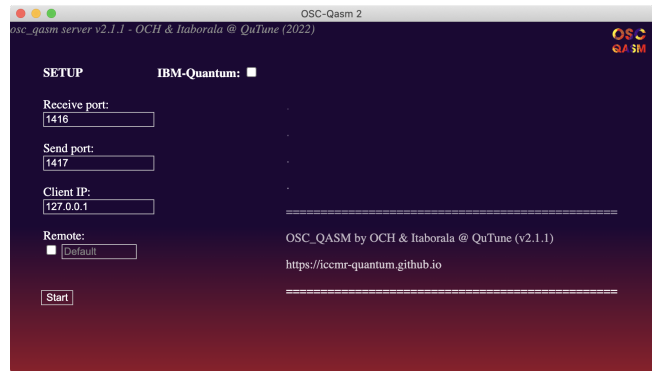 OSC-Qasm 2
osc_qasm server v2.1.1 - OCH & Itaborala @ QuTune (2022)
OSC
QASM
SETUP
IBM-Quantum:
Receive port:
1416
Send port:
1417
Client IP:
127.0.0.1
Remote:
Default
Start
.
.
.
.
================================================
OSC_QASM by OCH & Itaborala @ QuTune (v2.1.1)
https://iccmr-quantum.github.io
================================================